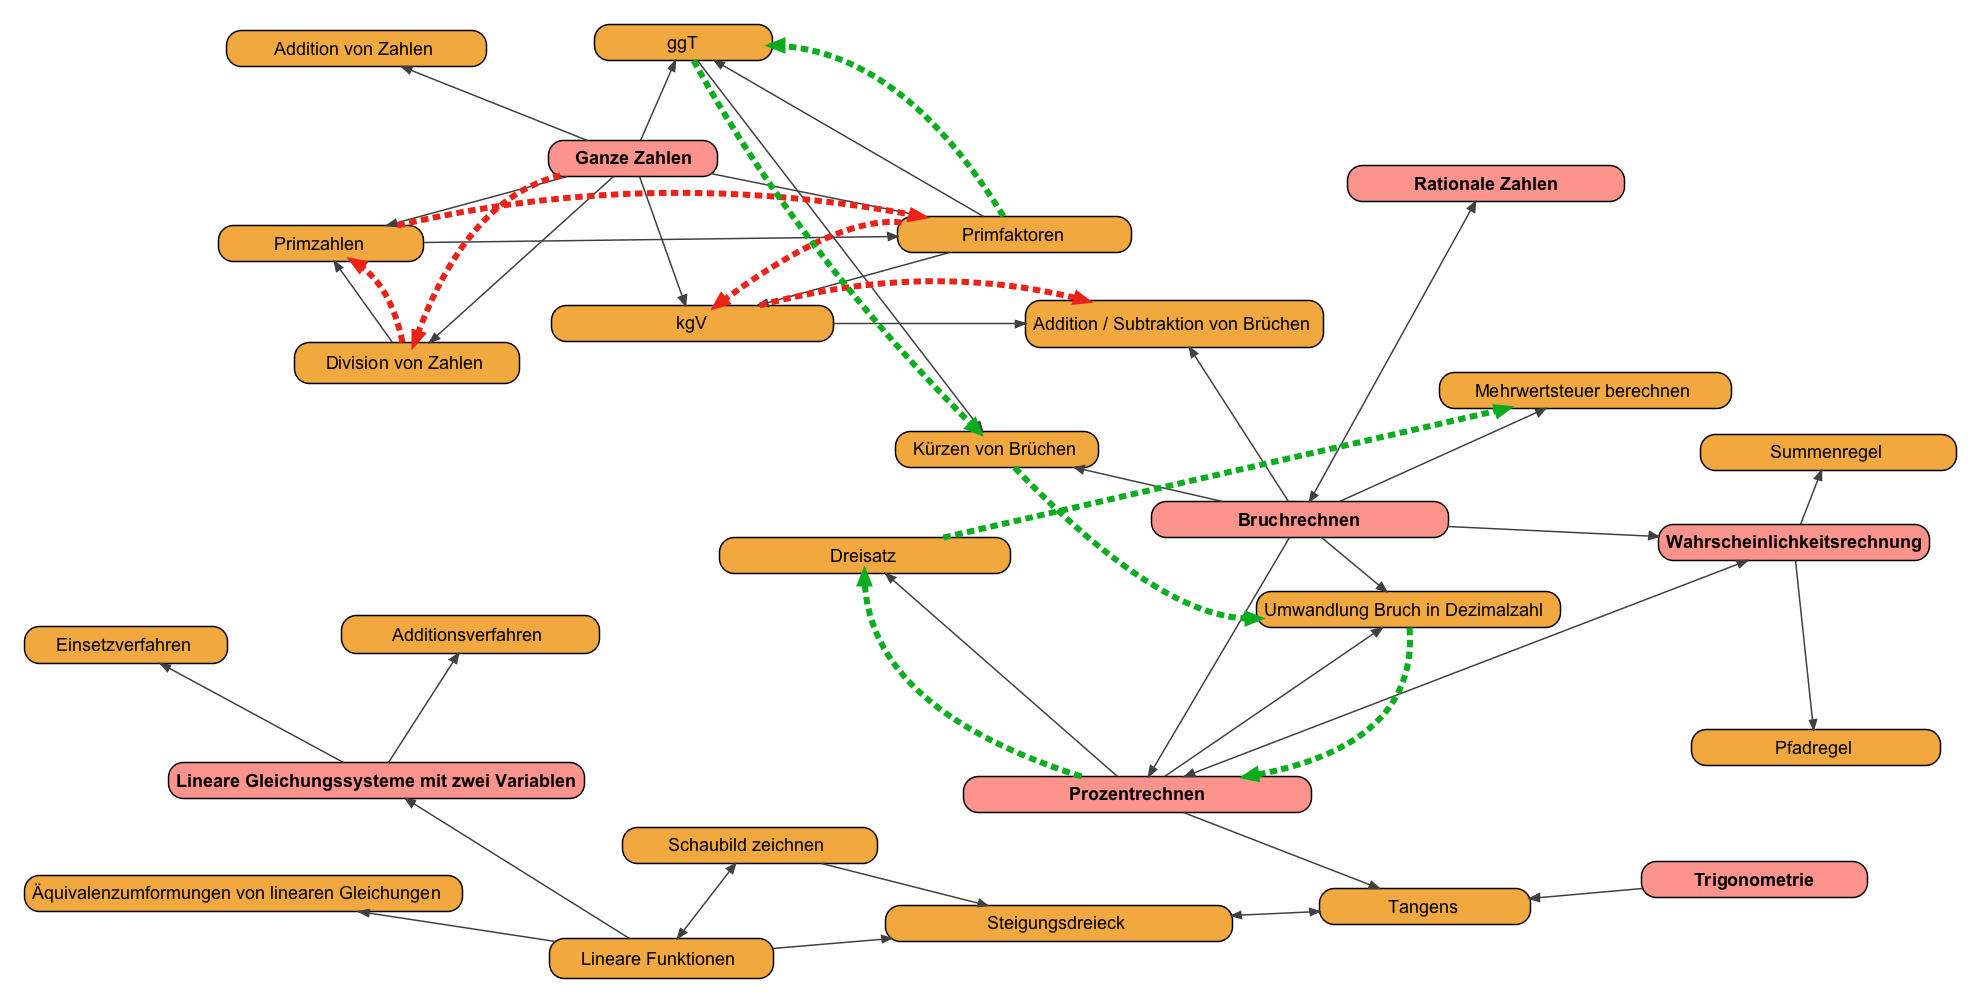 Addition von Zahlen
ggT
Ganze Zahlen
Rationale Zahlen
Primzahlen
Primfaktoren
kgV
Addition / Subtraktion von Brüchen
Division von Zahlen
Mehrwertsteuer berechnen
Kürzen von Brüchen
Summenregel
Bruchrechnen
Wahrscheinlichkeitsrechnung
Dreisatz
Umwandlung Bruch in Dezimalzahl
Einsetzverfahren
Additionsverfahren
Pfadregel
Lineare Gleichungssysteme mit zwei Variablen
Prozentrechnen
Schaubild zeichnen
Trigonometrie
Äquivalenzumformungen von linearen Gleichungen
Tangens
Steigungsdreieck
Lineare Funktionen